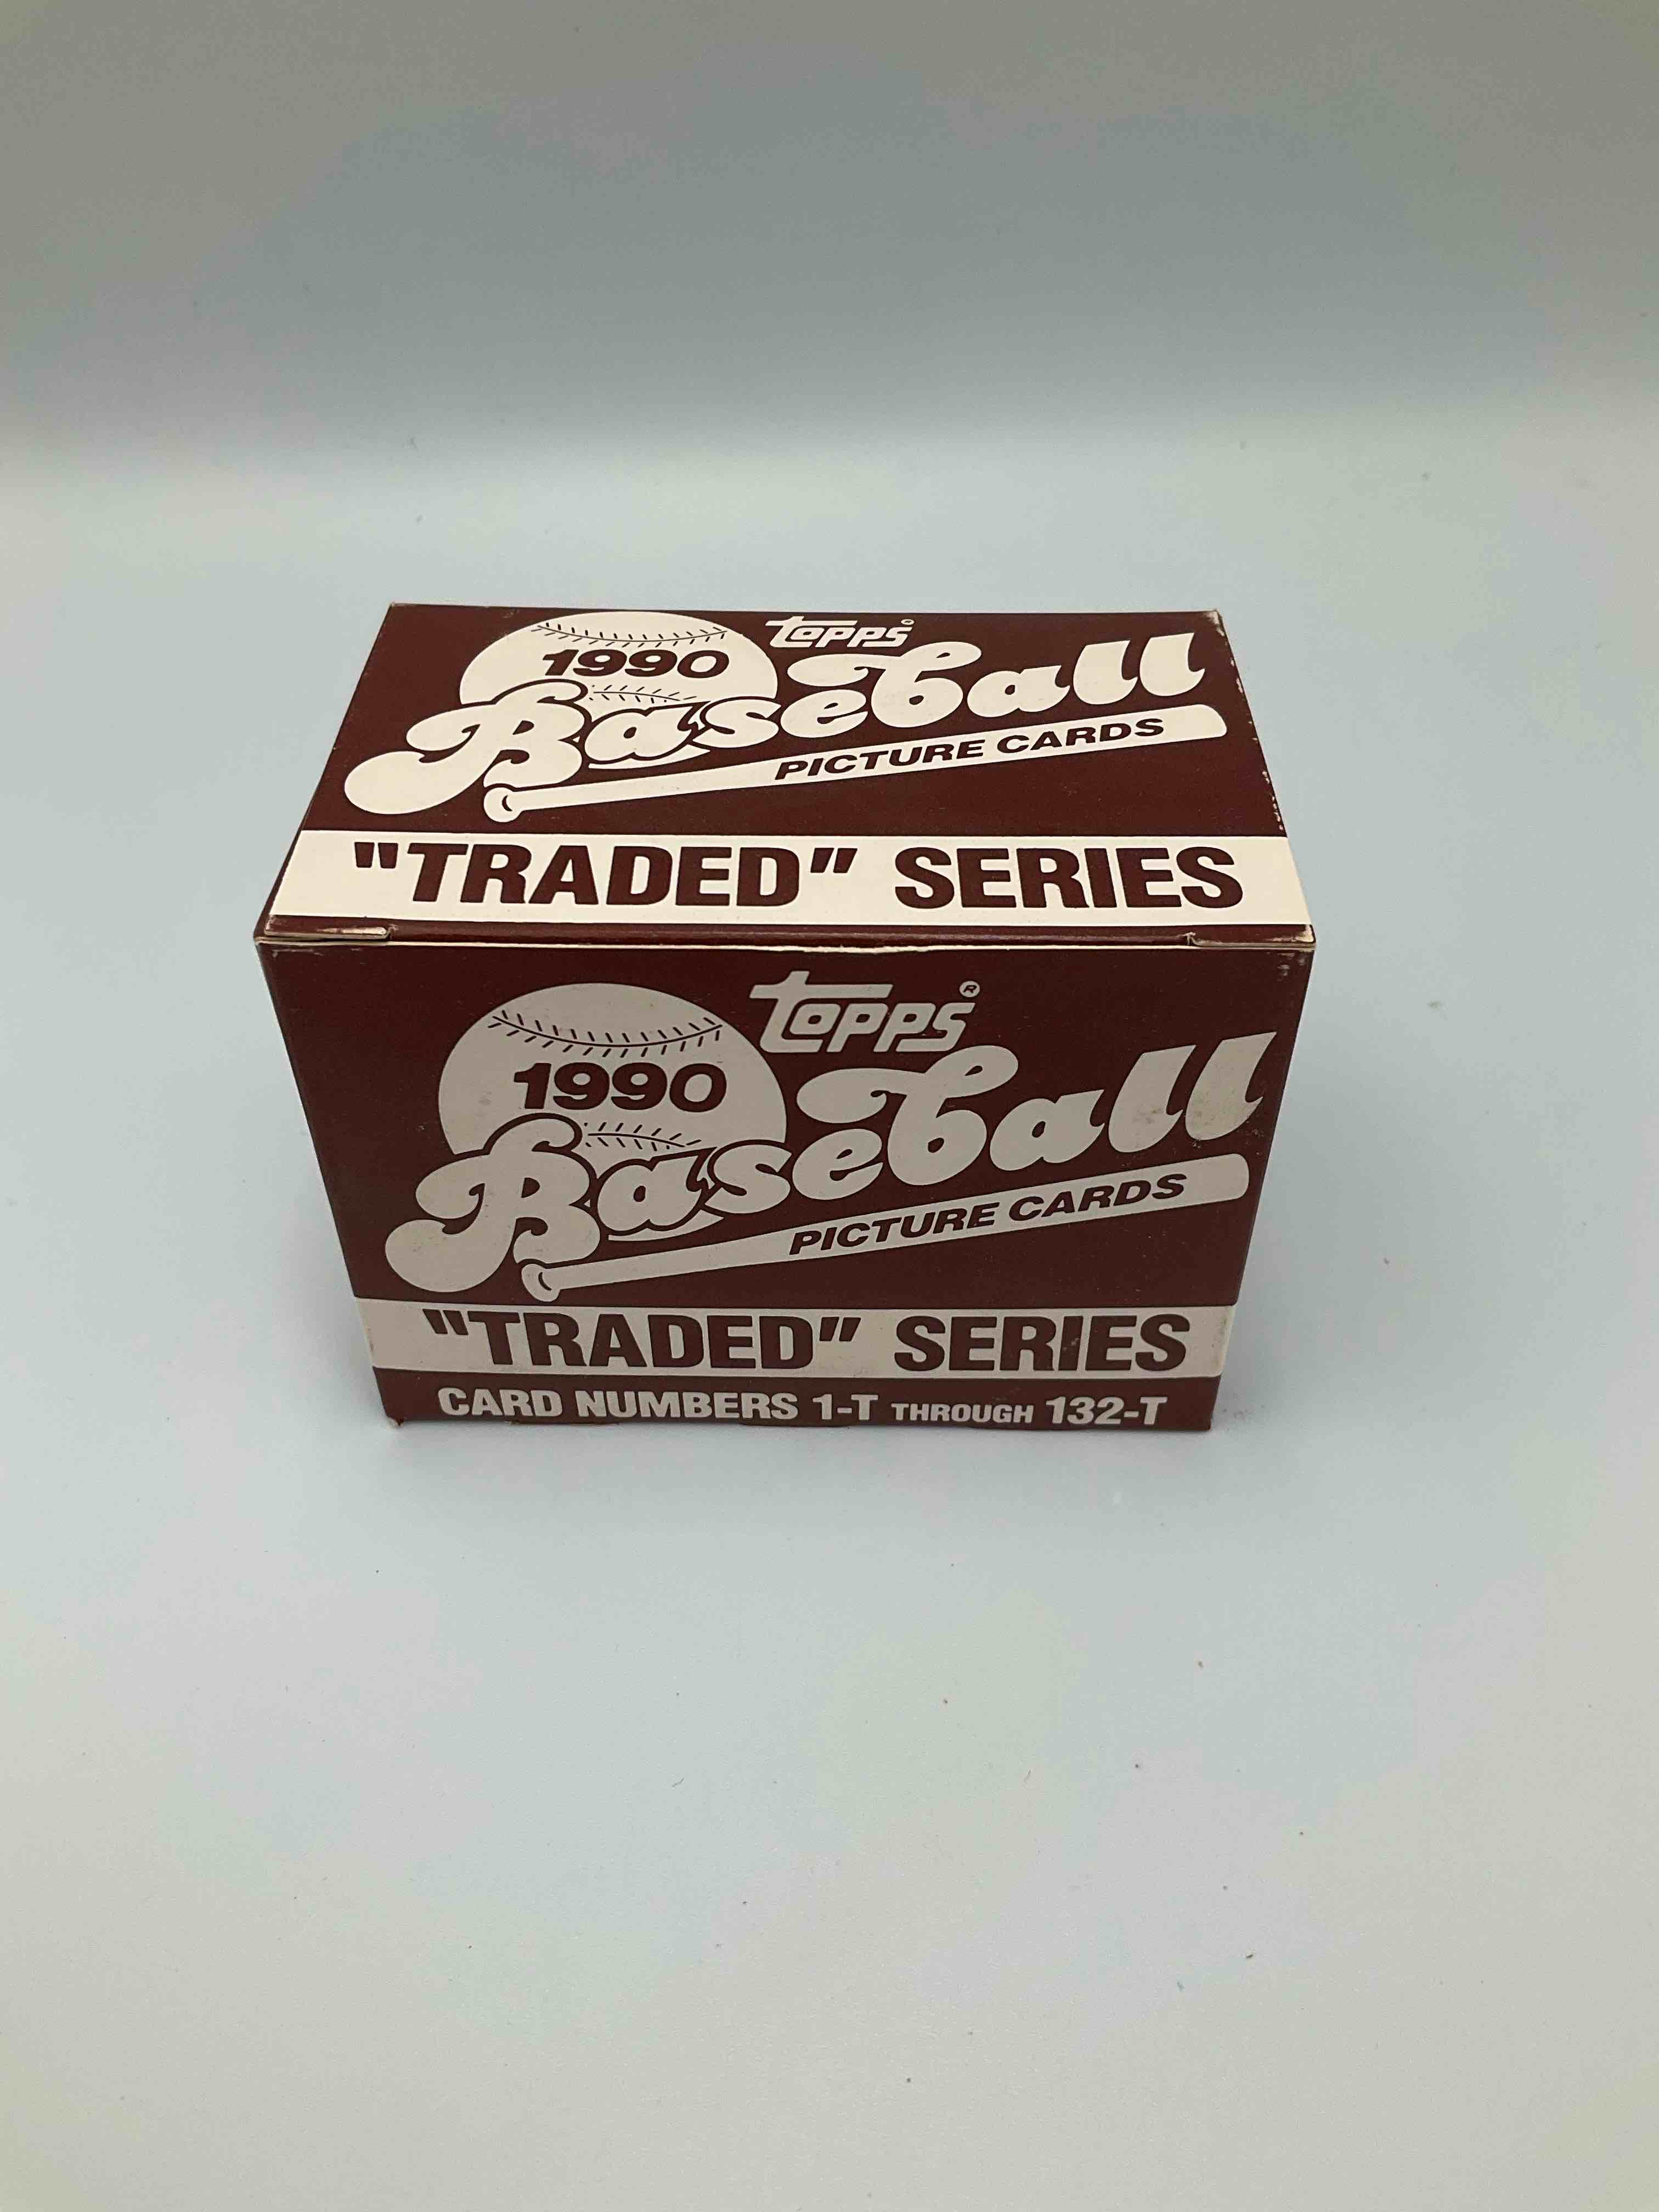 topps®
1990
Baseball
PICTURE CARDS
"TRADED" SERIES
topps®
1990
Baseball
PICTURE CARDS
"TRADED" SERIES
CARD NUMBERS 1-T THROUGH 132-T